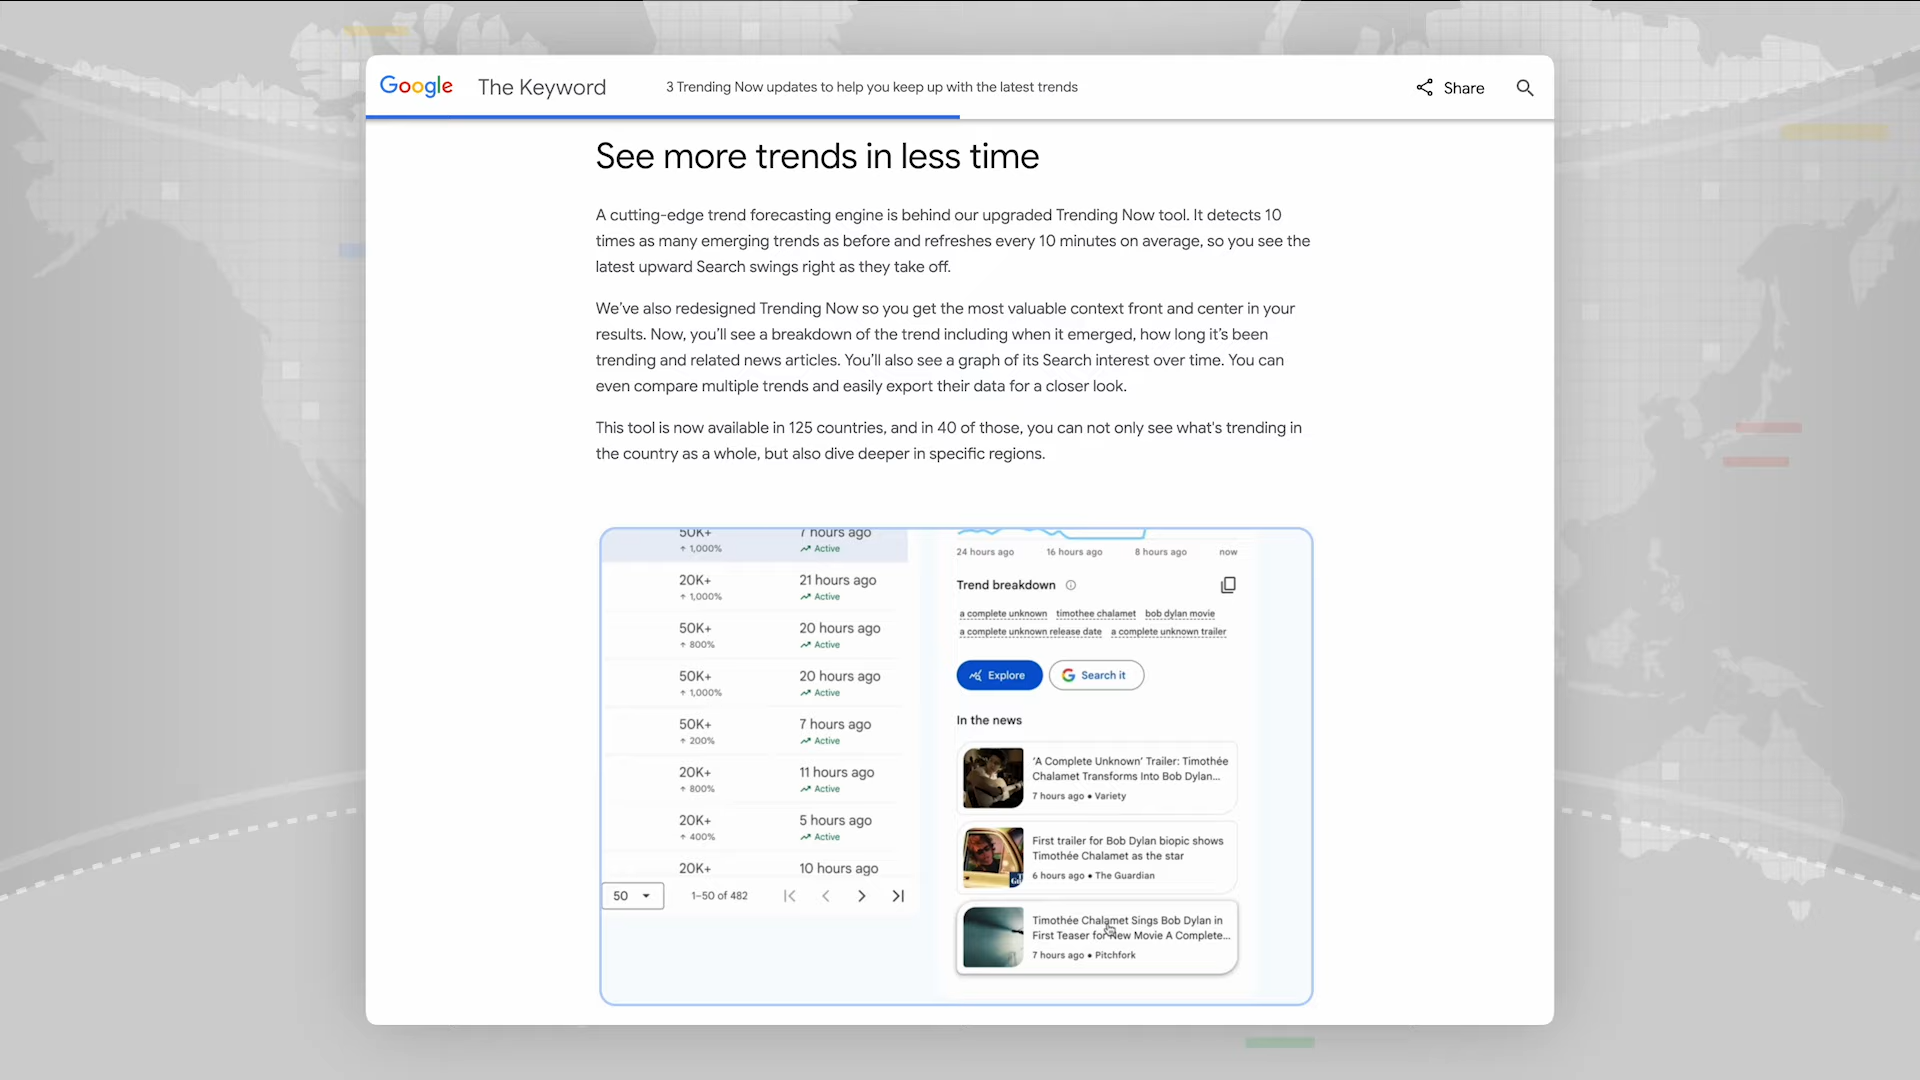 Google The Keyword 3 Trending Now updates to help you keep up with the latest trends Share
See more trends in less time
A cutting-edge trend forecasting engine is behind our upgraded Trending Now tool. It detects 10
times as many emerging trends as before and refreshes every 10 minutes on average, so you see the
latest upward Search swings right as they take off.
We’ve also redesigned Trending Now so you get the most valuable context front and center in your
results. Now, you’ll see a breakdown of the trend including when it emerged, how long it’s been
trending and related news articles. You’ll also see a graph of its Search interest over time. You can
even compare multiple trends and easily export their data for a closer look.
This tool is now available in 125 countries, and in 40 of those, you can not only see what's trending in
the country as a whole, but also dive deeper in specific regions.
50K+ 7 hours ago
↑ 1,000% Active
20K+ 21 hours ago
↑ 1,000% Active
50K+ 20 hours ago
↑ 800% Active
50K+ 20 hours ago
↑ 1,000% Active
50K+ 7 hours ago
↑ 200% Active
20K+ 11 hours ago
↑ 800% Active
20K+ 5 hours ago
↑ 400% Active
20K+ 10 hours ago
50 1–50 of 482
24 hours ago 16 hours ago 8 hours ago now
Trend breakdown
a complete unknown timothee chalamet bob dylan movie
a complete unknown release date a complete unknown trailer
Explore Search it
In the news
‘A Complete Unknown’ Trailer: Timothée
Chalamet Transforms Into Bob Dylan...
7 hours ago • Variety
First trailer for Bob Dylan biopic shows
Timothée Chalamet as the star
6 hours ago • The Guardian
Timothée Chalamet Sings Bob Dylan in
First Teaser for New Movie A Complete...
7 hours ago • Pitchfork